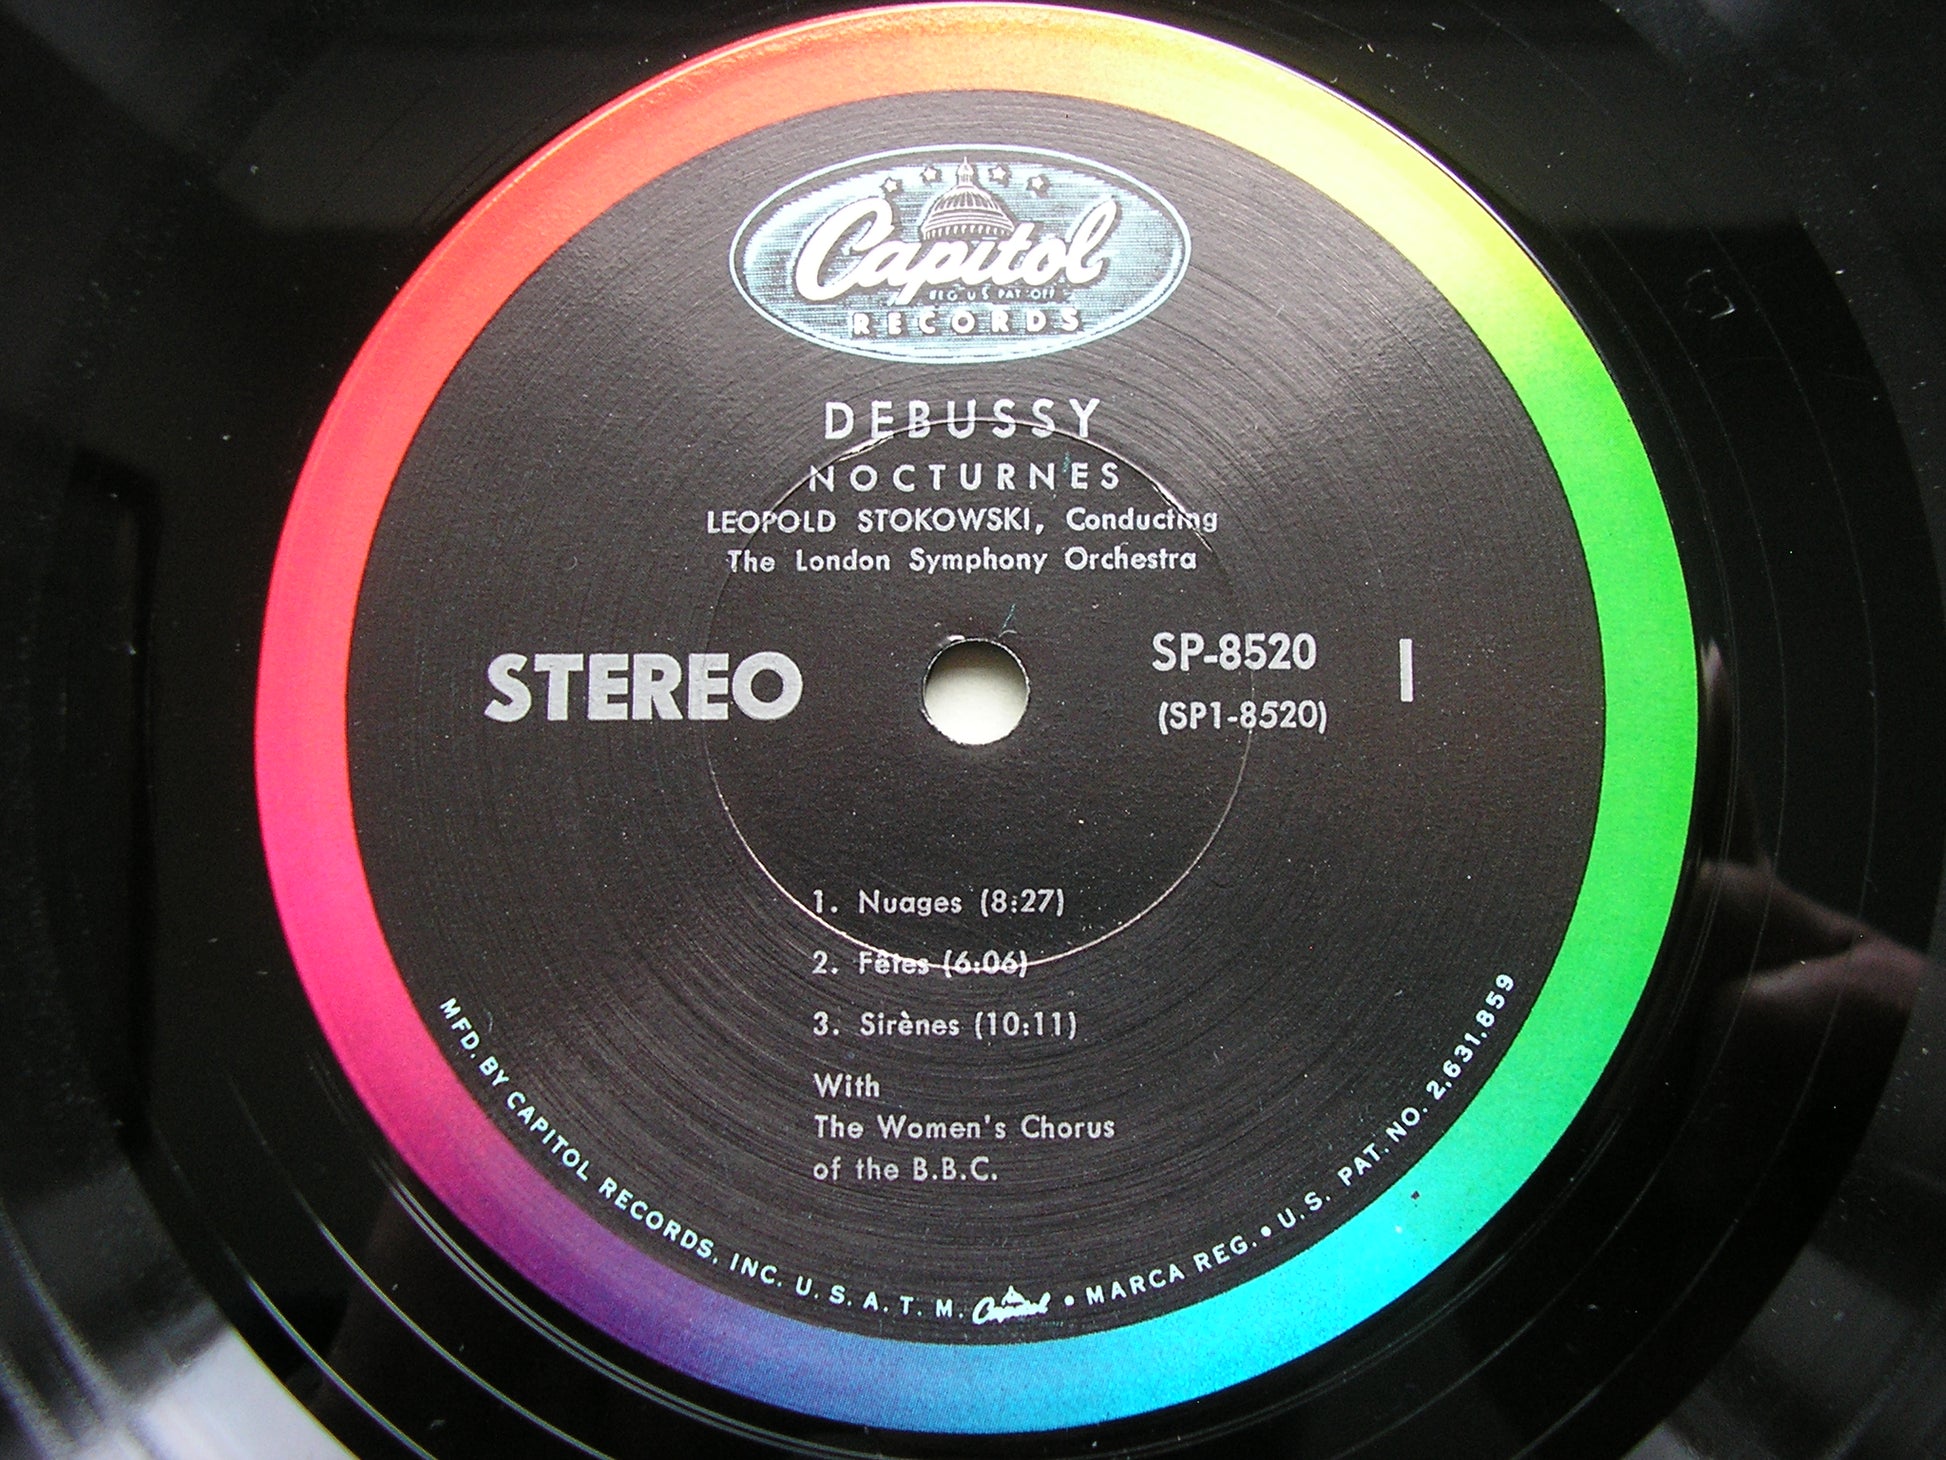 Capitol
REG US PAT OFF
RECORDS
DEBUSSY
NOCTURNES
LEOPOLD STOKOWSKI, Conducting
The London Symphony Orchestra
STEREO
SP-8520
1
(SP1-8520)
1. Nuages (8:27)
2. Fêtes (6:06)
3. Sirènes (10:11)
With
The Women's Chorus
of the B.B.C.
MFD. BY CAPITOL RECORDS, INC. U. S. A. T. M. Capitol • MARCA REG. • U. S. PAT. NO. 2,631,859